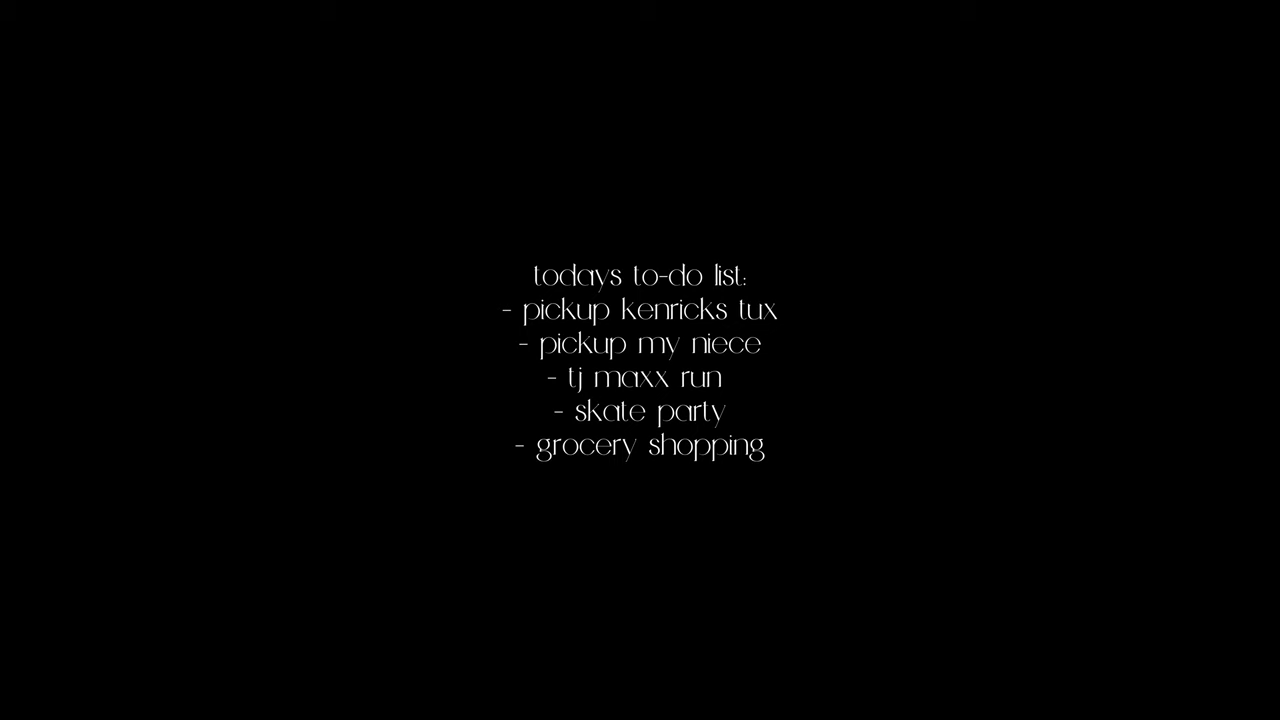 todays to-do list:
- pickup kenricks tux
- pickup my niece
- tj maxx run
- skate party
- grocery shopping